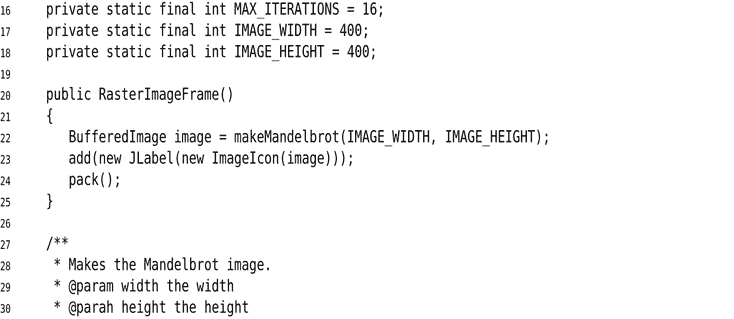 16 private static final int MAX_ITERATIONS = 16;
17 private static final int IMAGE_WIDTH = 400;
18 private static final int IMAGE_HEIGHT = 400;
19
20 public RasterImageFrame()
21 {
22 BufferedImage image = makeMandelbrot(IMAGE_WIDTH, IMAGE_HEIGHT);
23 add(new JLabel(new ImageIcon(image)));
24 pack();
25 }
26
27 /**
28 * Makes the Mandelbrot image.
29 * @param width the width
30 * @parah height the height